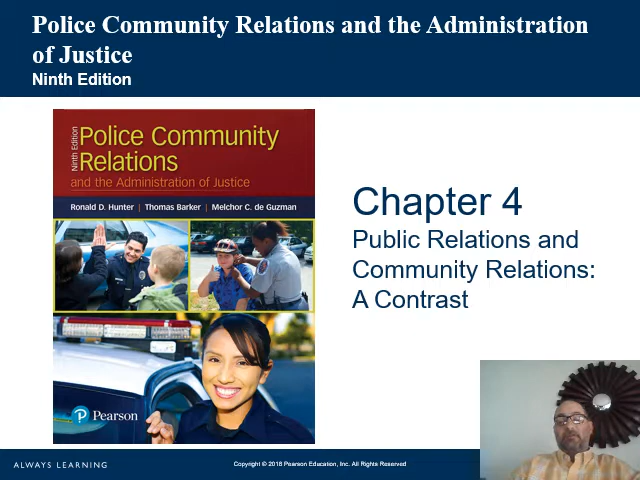 Police Community Relations and the Administration
of Justice
Ninth Edition
Ninth Edition
Police Community
Relations
and the Administration of Justice
Ronald D. Hunter | Thomas Barker | Melchor C. de Guzman
Pearson
Chapter 4
Public Relations and
Community Relations:
A Contrast
ALWAYS LEARNING
Copyright © 2018 Pearson Education, Inc. All Rights Reserved